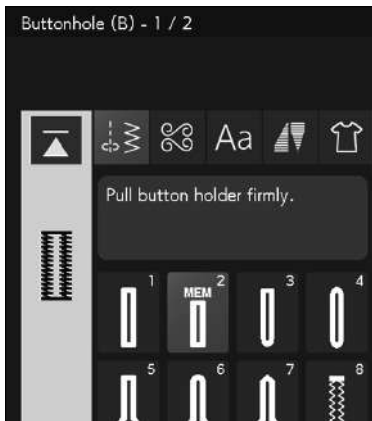 Buttonhole (B) - 1 / 2
Aa
Pull button holder firmly.
1 2 3 4
MEM
5 6 7 8